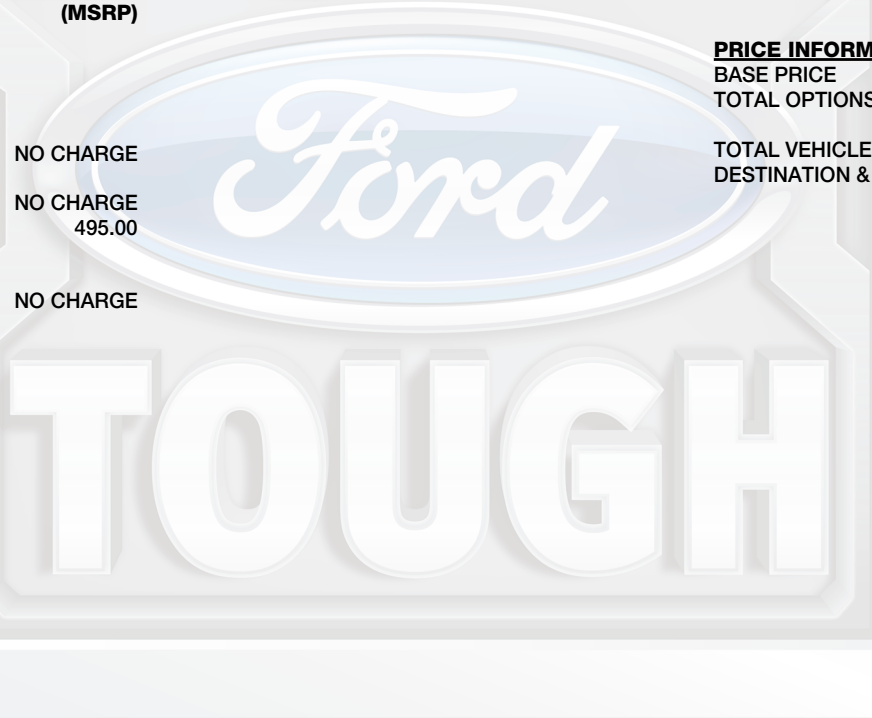 (MSRP)
NO CHARGE
NO CHARGE
495.00
NO CHARGE
PRICE INFORM
BASE PRICE
TOTAL OPTIONS
TOTAL VEHICLE
DESTINATION &
Ford
TOUGH